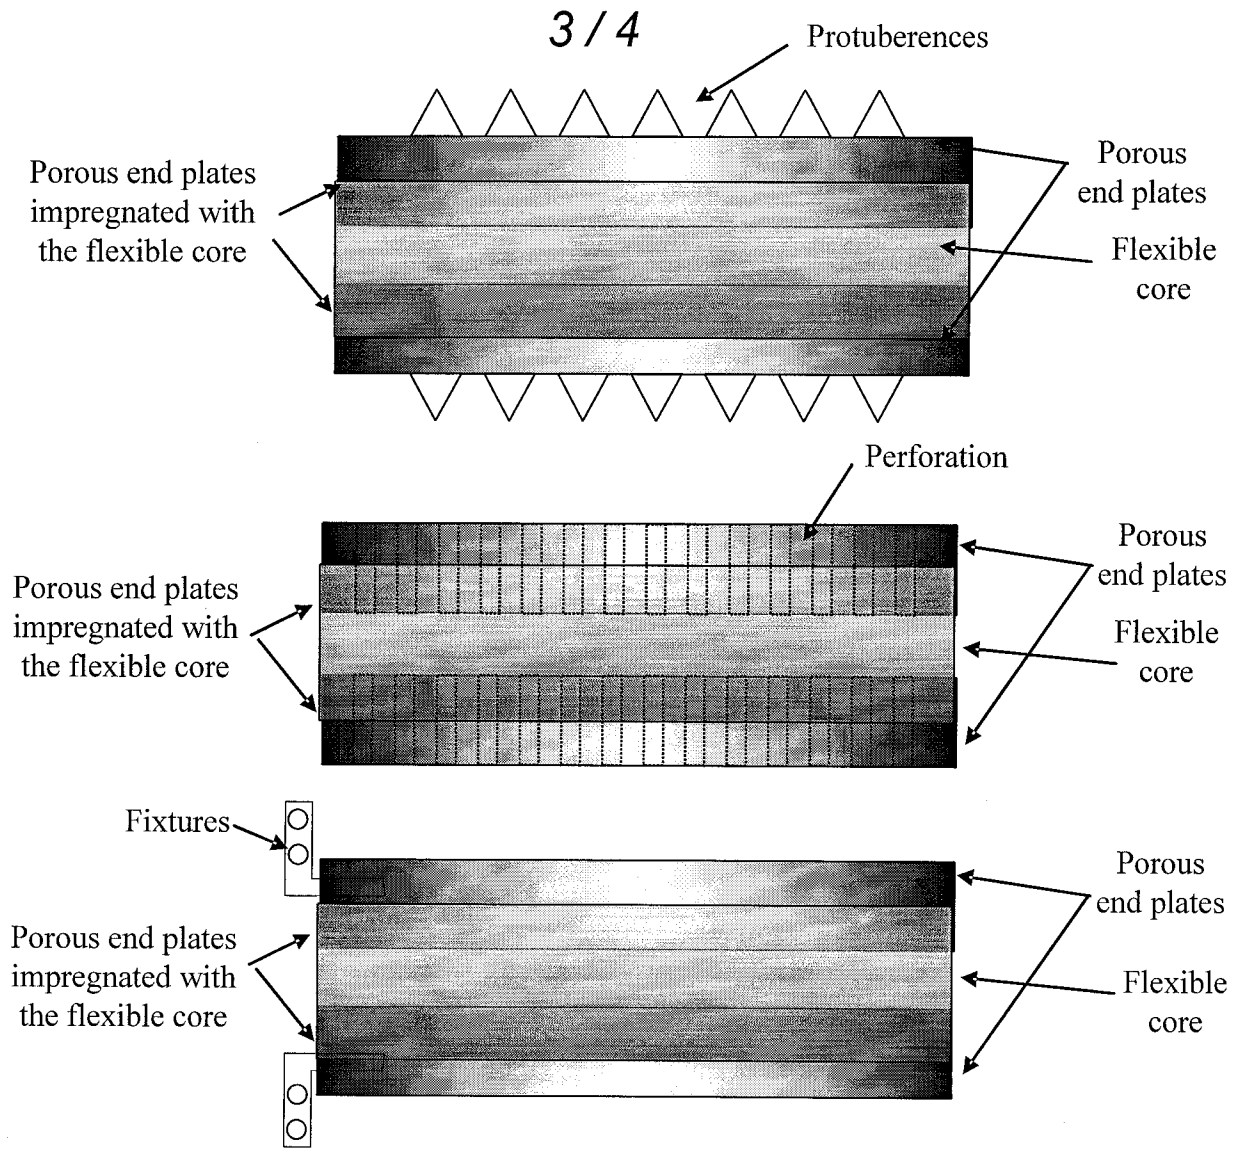 3 / 4
Protuberences
Porous end plates
impregnated with
the flexible core
Porous
end plates
Flexible
core
Perforation
Porous end plates
impregnated with
the flexible core
Porous
end plates
Flexible
core
Fixtures
Porous end plates
impregnated with
the flexible core
Porous
end plates
Flexible
core